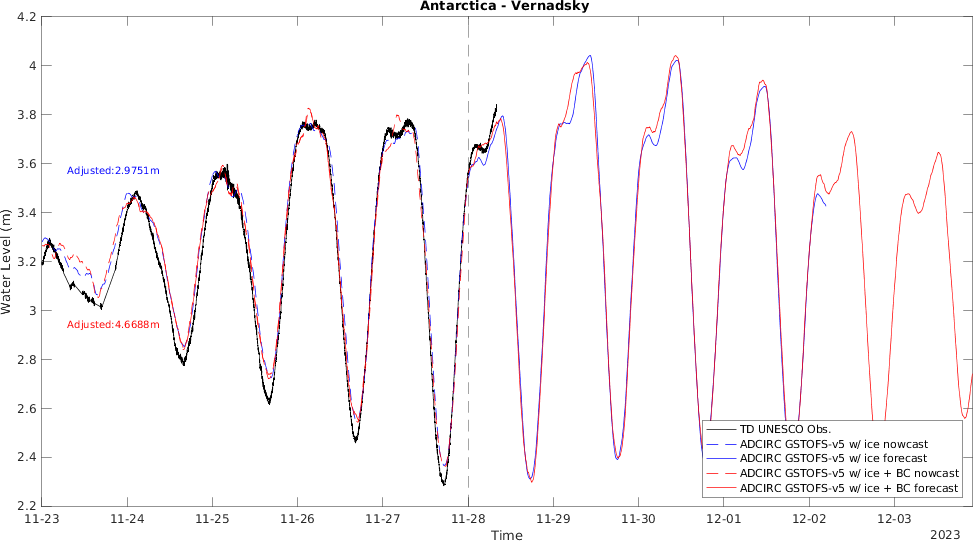 Antarctica - Vernadsky
4.2
4
3.8
3.6
3.4
3.2
3
2.8
2.6
2.4
2.2
Water Level (m)
Adjusted:2.9751m
Adjusted:4.6688m
TD UNESCO Obs.
ADCIRC GSTOFS-v5 w/ ice nowcast
ADCIRC GSTOFS-v5 w/ ice forecast
ADCIRC GSTOFS-v5 w/ ice + BC nowcast
ADCIRC GSTOFS-v5 w/ ice + BC forecast
11-23 11-24 11-25 11-26 11-27 11-28 11-29 11-30 12-01 12-02 12-03
Time
2023